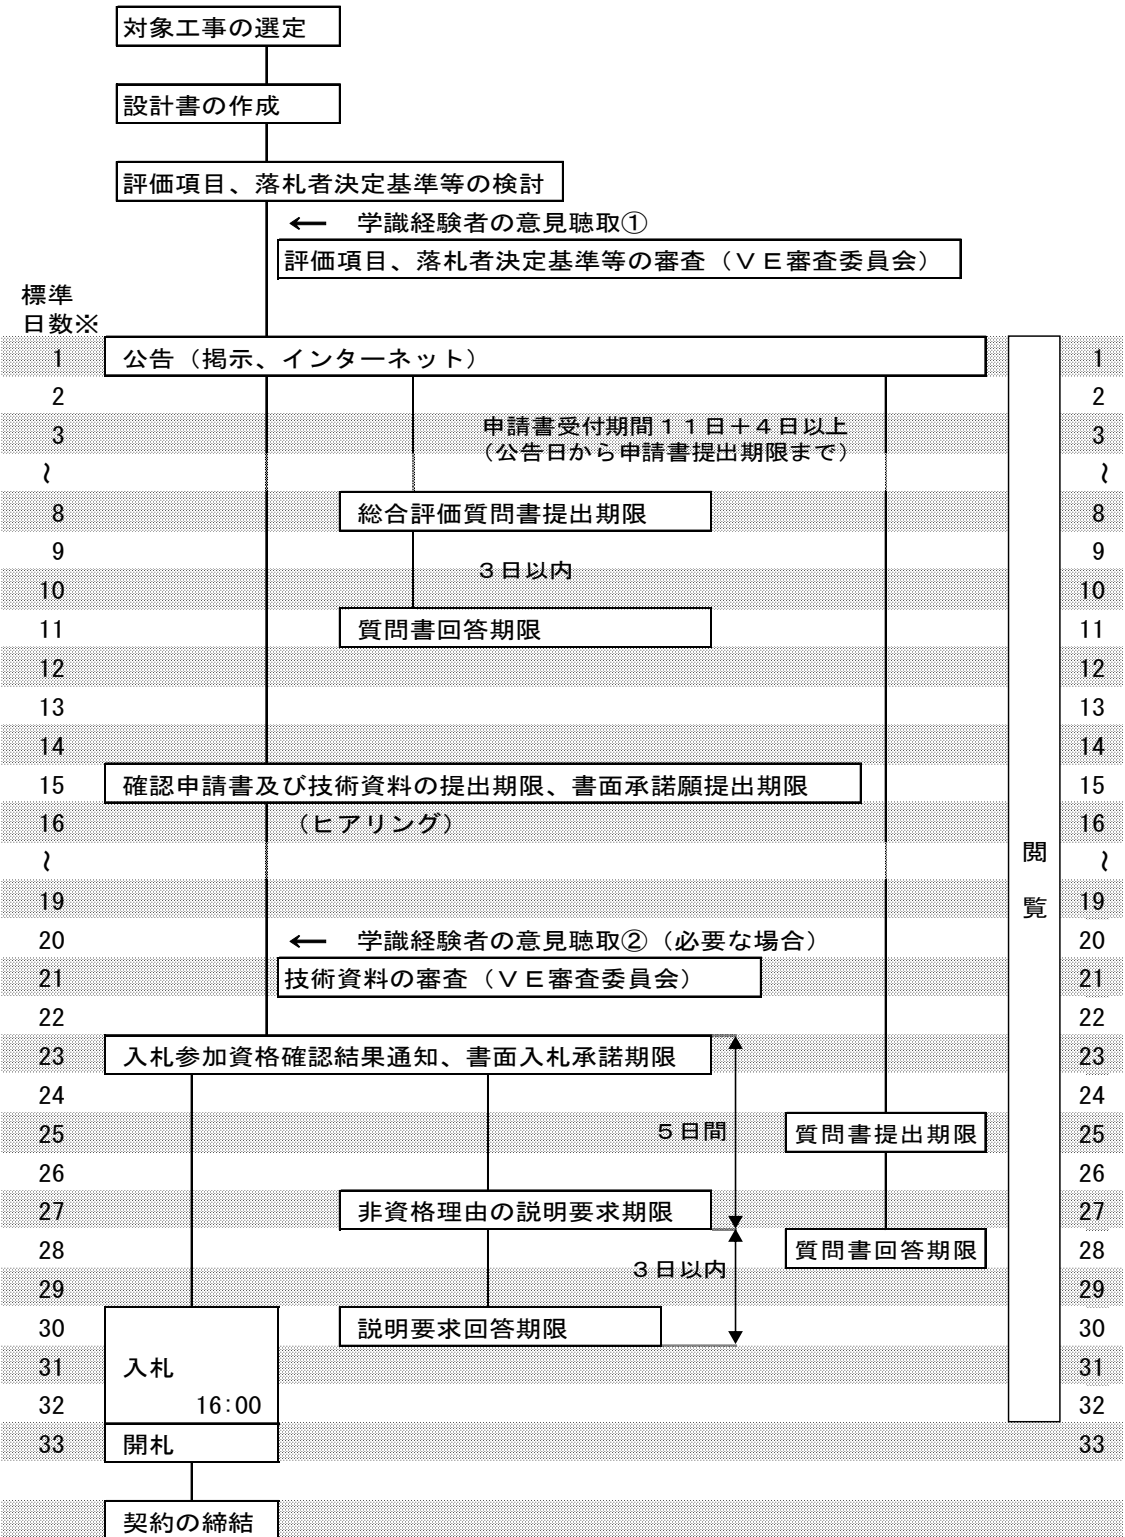 対象工事の選定
設計書の作成
評価項目、落札者決定基準等の検討
← 学識経験者の意見聴取①
評価項目、落札者決定基準等の審査（ＶＥ審査委員会）
標準
日数※
1 公告（掲示、インターネット） 1
2 2
申請書受付期間１１日＋４日以上
3 3
（公告日から申請書提出期限まで）
～ ～
8 総合評価質問書提出期限 8
9 9
３日以内
10 10
11 質問書回答期限 11
12 12
13 13
14 14
15 確認申請書及び技術資料の提出期限、書面承諾願提出期限 15
16 （ヒアリング） 16
～ 閲 ～
19 覧 19
20 ← 学識経験者の意見聴取②（必要な場合） 20
21 技術資料の審査（ＶＥ審査委員会） 21
22 22
23 入札参加資格確認結果通知、書面入札承諾期限 23
24 24
25 ５日間 質問書提出期限 25
26 26
27 非資格理由の説明要求期限 27
28 質問書回答期限 28
３日以内
29 29
30 説明要求回答期限 30
31 入札 31
32 16:00 32
33 開札 33
契約の締結